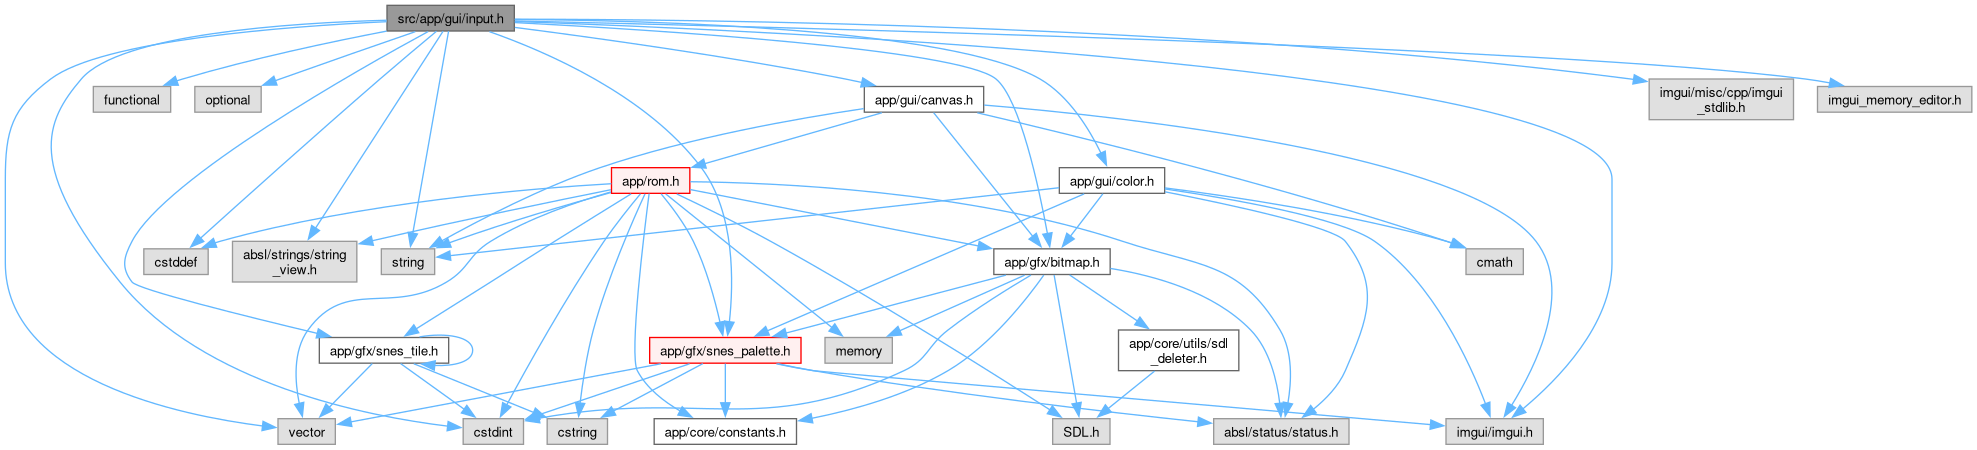 src/app/gui/input.h
functional
optional
app/gui/canvas.h
imgui/misc/cpp/imgui
_stdlib.h
imgui_memory_editor.h
app/rom.h
app/gui/color.h
cstddef
absl/strings/string
_view.h
string
app/gfx/bitmap.h
cmath
app/gfx/snes_tile.h
app/gfx/snes_palette.h
memory
app/core/utils/sdl
_deleter.h
vector
cstdint
cstring
app/core/constants.h
SDL.h
absl/status/status.h
imgui/imgui.h